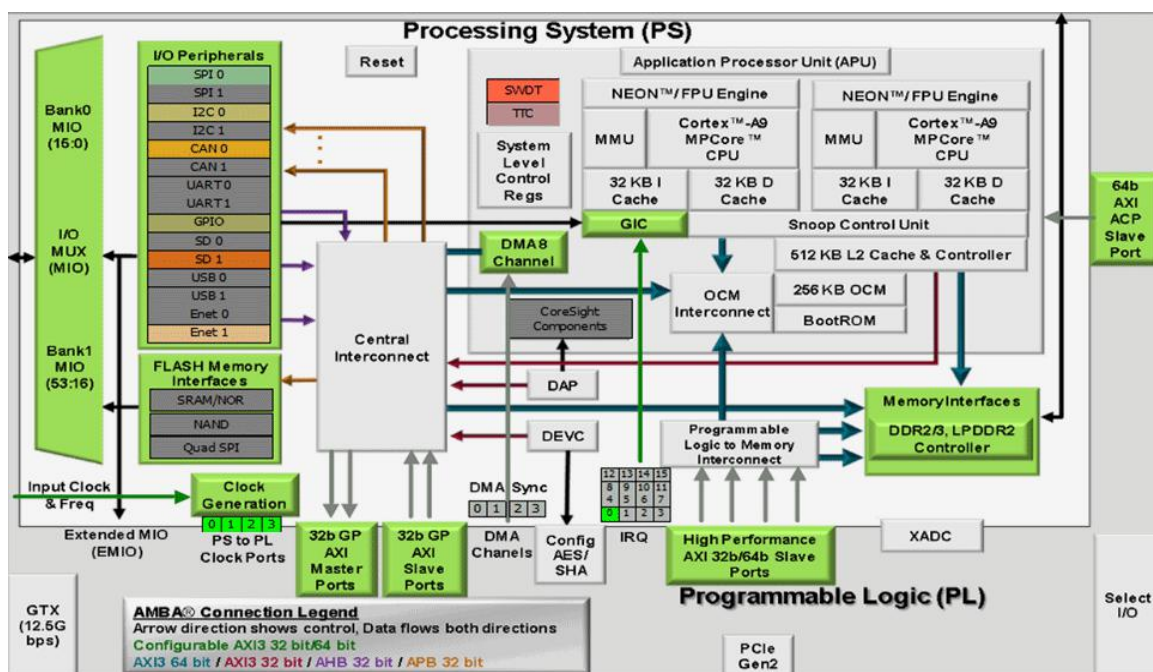 Processing System (PS)
I/O Peripherals
SPI 0
SPI 1
I2C 0
I2C 1
CAN 0
CAN 1
UART 0
UART 1
GPIO
SD 0
SD 1
USB 0
USB 1
Enet 0
Enet 1
Bank0
MIO
(15:0)
I/O
MUX
(MIO)
Bank1
MIO
(53:16)
FLASH Memory
Interfaces
SRAM/NOR
NAND
Quad SPI
Reset
Application Processor Unit (APU)
SWDT
TTC
System
Level
Control
Regs
NEON™/FPU Engine
MMU
Cortex™-A9
MPCore™
CPU
32 KB I
Cache
32 KB D
Cache
NEON™/FPU Engine
MMU
Cortex™-A9
MPCore™
CPU
32 KB I
Cache
32 KB D
Cache
GIC
Snoop Control Unit
DMA8
Channel
512 KB L2 Cache & Controller
OCM
Interconnect
256 KB OCM
BootROM
CoreSight
Components
Central
Interconnect
DAP
DEVC
Programmable
Logic to Memory
Interconnect
Memory Interfaces
DDR2/3, LPDDR2
Controller
64b
AXI
ACP
Slave
Port
Input Clock
& Freq
Clock
Generation
0 1 2 3
PS to PL
Clock Ports
Extended MIO
(EMIO)
32b GP
AXI
Master
Ports
32b GP
AXI
Slave
Ports
DMA Sync
0 1 2 3
DMA
Channels
Config
AES/
SHA
12 13 14 15
8 9 10 11
4 5 6 7
0 1 2 3
IRQ
High Performance
AXI 32b/64b Slave
Ports
XADC
Programmable Logic (PL)
GTX
(12.5G
bps)
AMBA® Connection Legend
Arrow direction shows control, Data flows both directions
Configurable AXI3 32 bit/64 bit
AXI3 64 bit / AXI3 32 bit / AHB 32 bit / APB 32 bit
PCIe
Gen2
Select
I/O